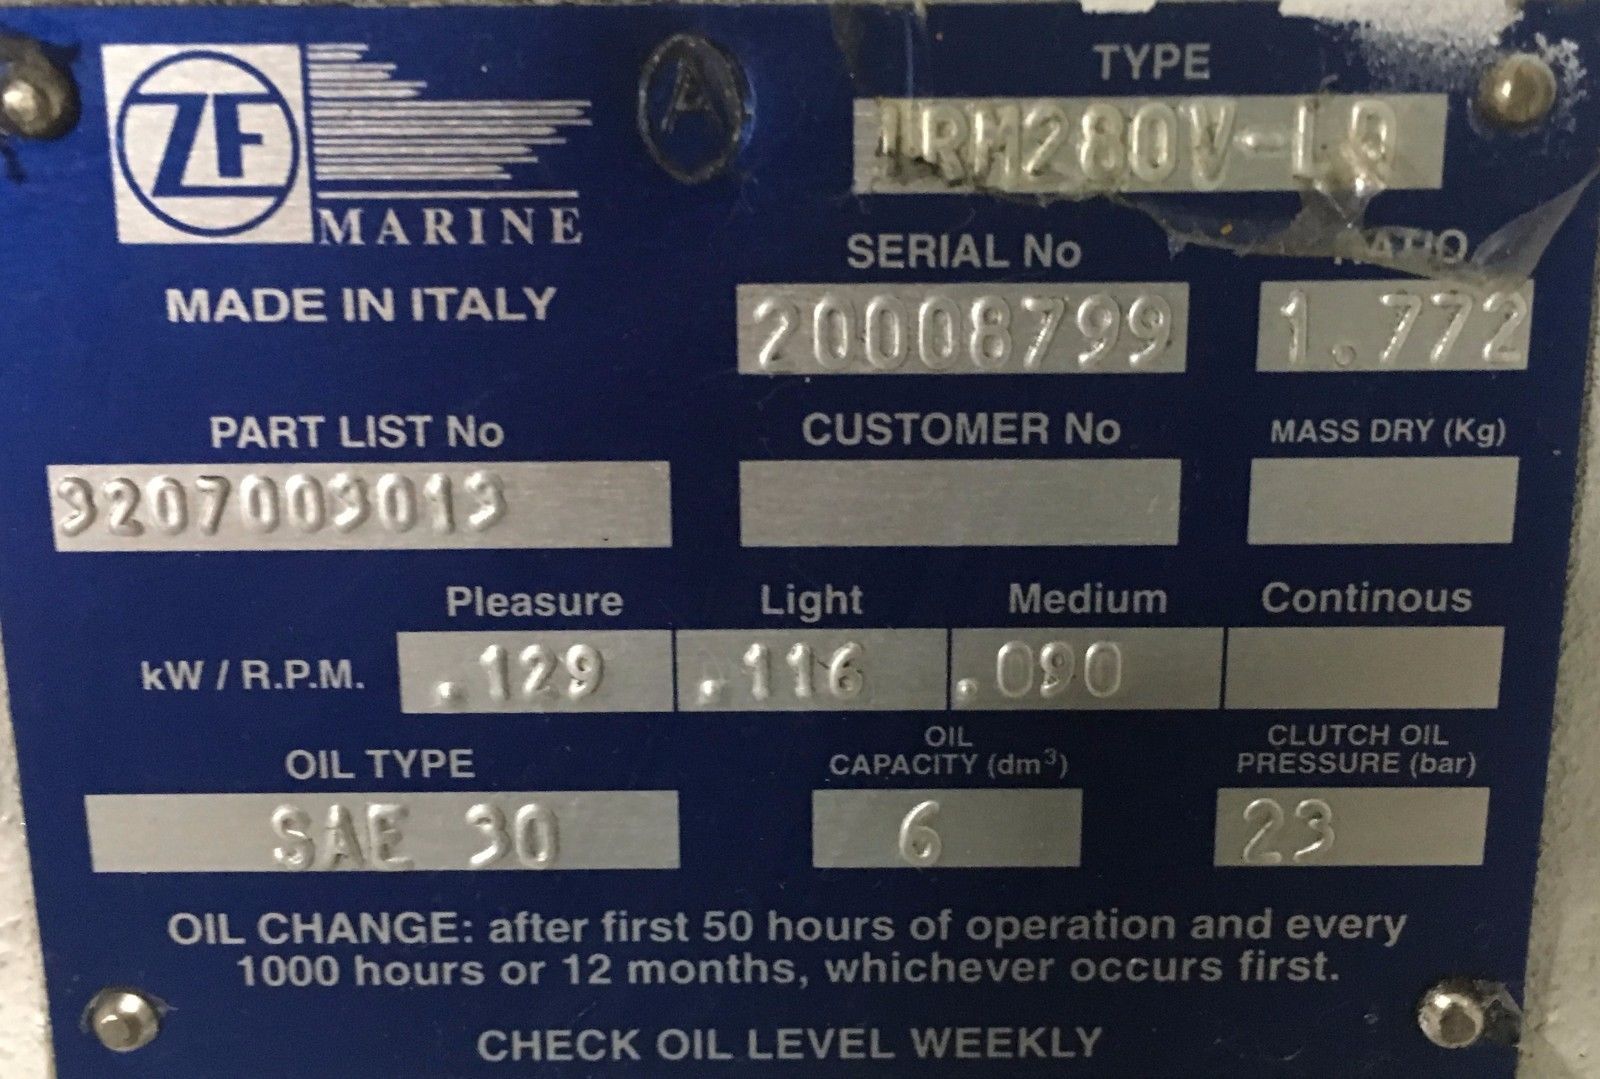 ZF
MARINE
MADE IN ITALY
A
TYPE
IRM280V-LD
SERIAL No
20008799
RATIO
1.772
PART LIST No
3207003013
CUSTOMER No
MASS DRY (Kg)
Pleasure Light Medium Continous
kW / R.P.M. .129 .116 .090
OIL TYPE
SAE 30
OIL
CAPACITY (dm³)
6
CLUTCH OIL
PRESSURE (bar)
23
OIL CHANGE: after first 50 hours of operation and every
1000 hours or 12 months, whichever occurs first.
CHECK OIL LEVEL WEEKLY